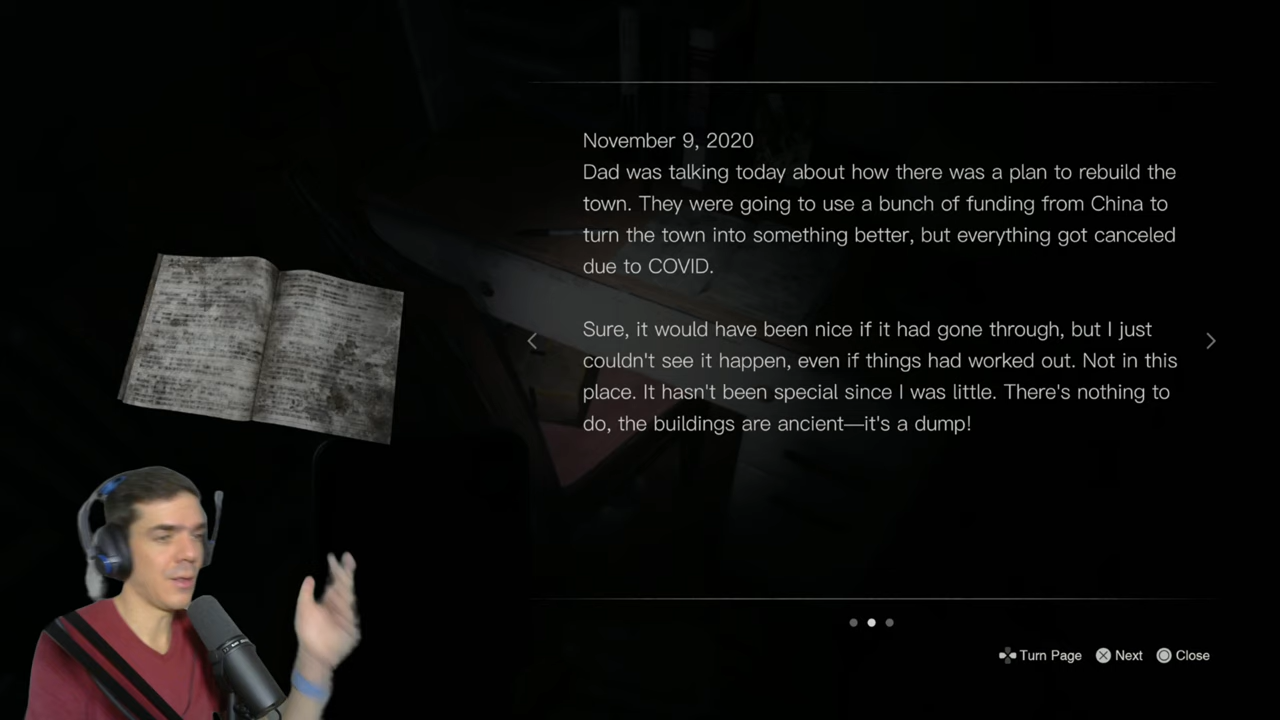 November 9, 2020
Dad was talking today about how there was a plan to rebuild the
town. They were going to use a bunch of funding from China to
turn the town into something better, but everything got canceled
due to COVID.
Sure, it would have been nice if it had gone through, but I just
couldn't see it happen, even if things had worked out. Not in this
place. It hasn't been special since I was little. There's nothing to
do, the buildings are ancient—it's a dump!
Turn Page Next Close